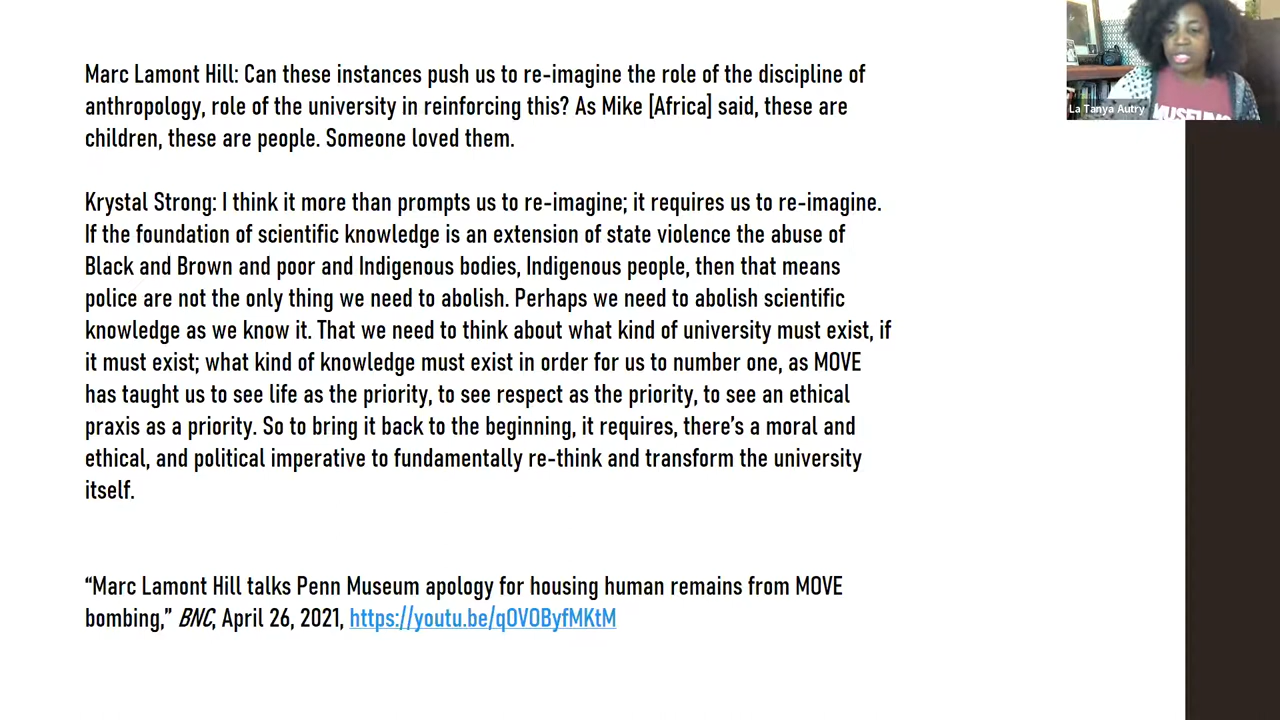 Marc Lamont Hill: Can these instances push us to re-imagine the role of the discipline of
anthropology, role of the university in reinforcing this? As Mike [Africa] said, these are
children, these are people. Someone loved them.
Krystal Strong: I think it more than prompts us to re-imagine; it requires us to re-imagine.
If the foundation of scientific knowledge is an extension of state violence the abuse of
Black and Brown and poor and Indigenous bodies, Indigenous people, then that means
police are not the only thing we need to abolish. Perhaps we need to abolish scientific
knowledge as we know it. That we need to think about what kind of university must exist, if
it must exist; what kind of knowledge must exist in order for us to number one, as MOVE
has taught us to see life as the priority, to see respect as the priority, to see an ethical
praxis as a priority. So to bring it back to the beginning, it requires, there’s a moral and
ethical, and political imperative to fundamentally re-think and transform the university
itself.
“Marc Lamont Hill talks Penn Museum apology for housing human remains from MOVE
bombing,” BNC, April 26, 2021, https://youtu.be/qOVOByfMKtM
La Tanya Autry